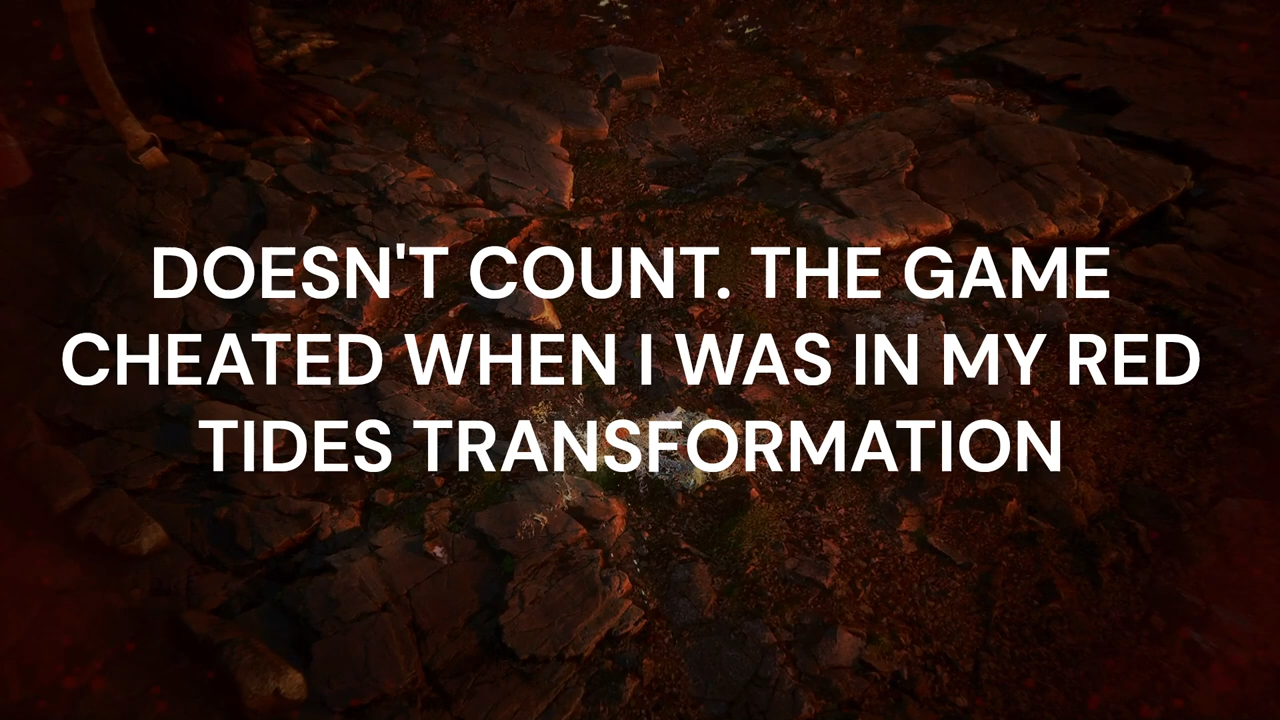 DOESN'T COUNT. THE GAME
CHEATED WHEN I WAS IN MY RED
TIDES TRANSFORMATION